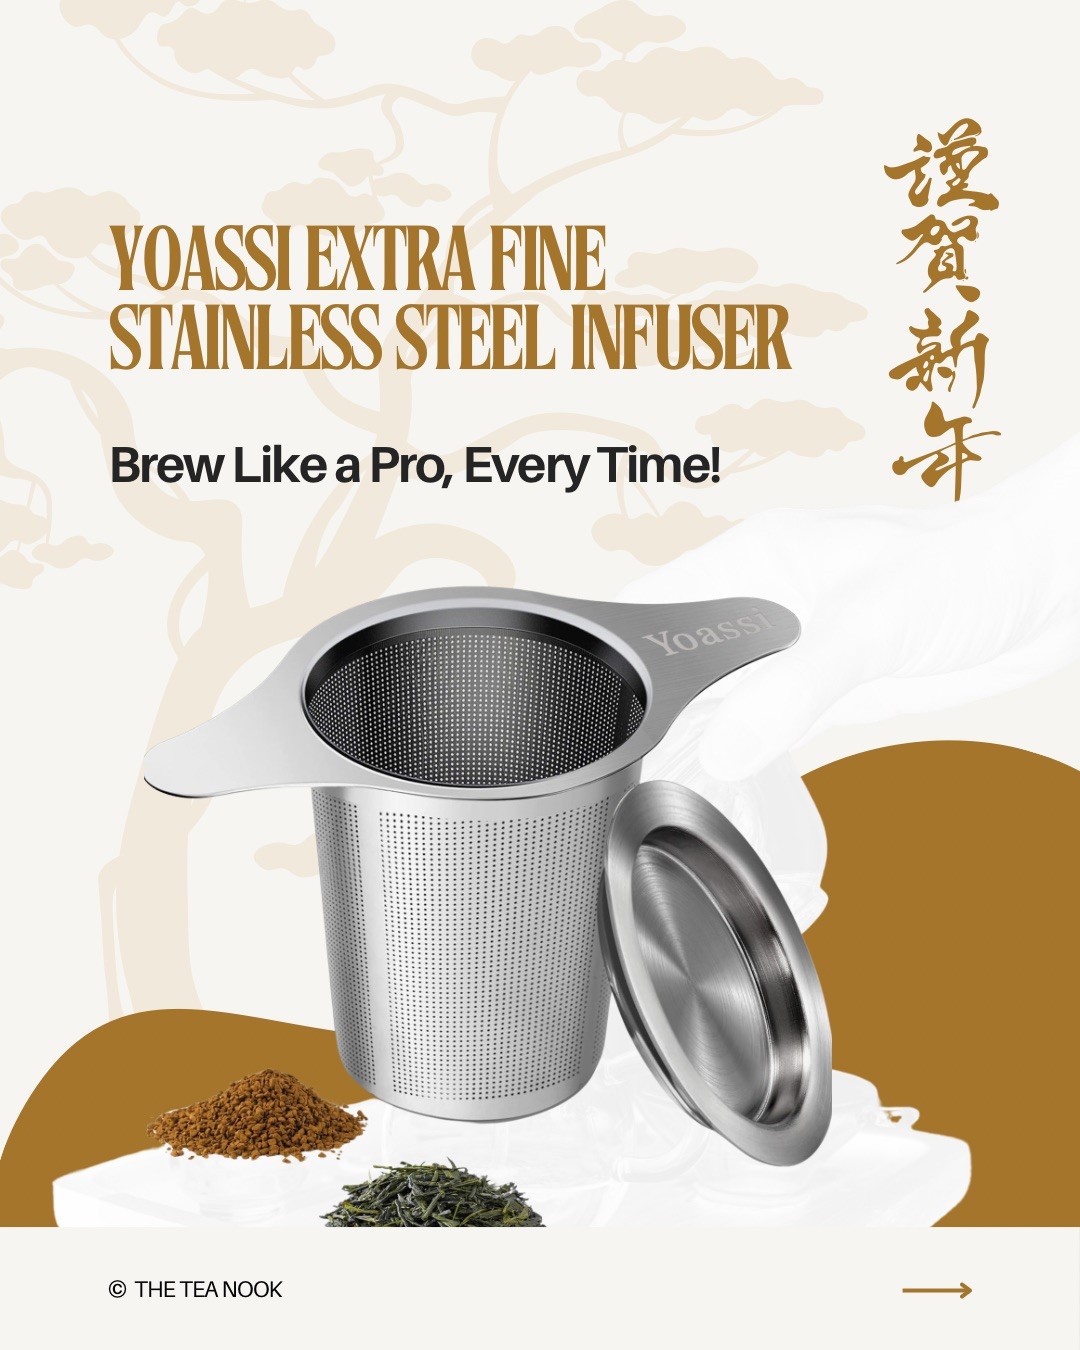 YOASSI EXTRA FINE
STAINLESS STEEL INFUSER
Brew Like a Pro, Every Time!
謹賀新年
Yoassi
© THE TEA NOOK